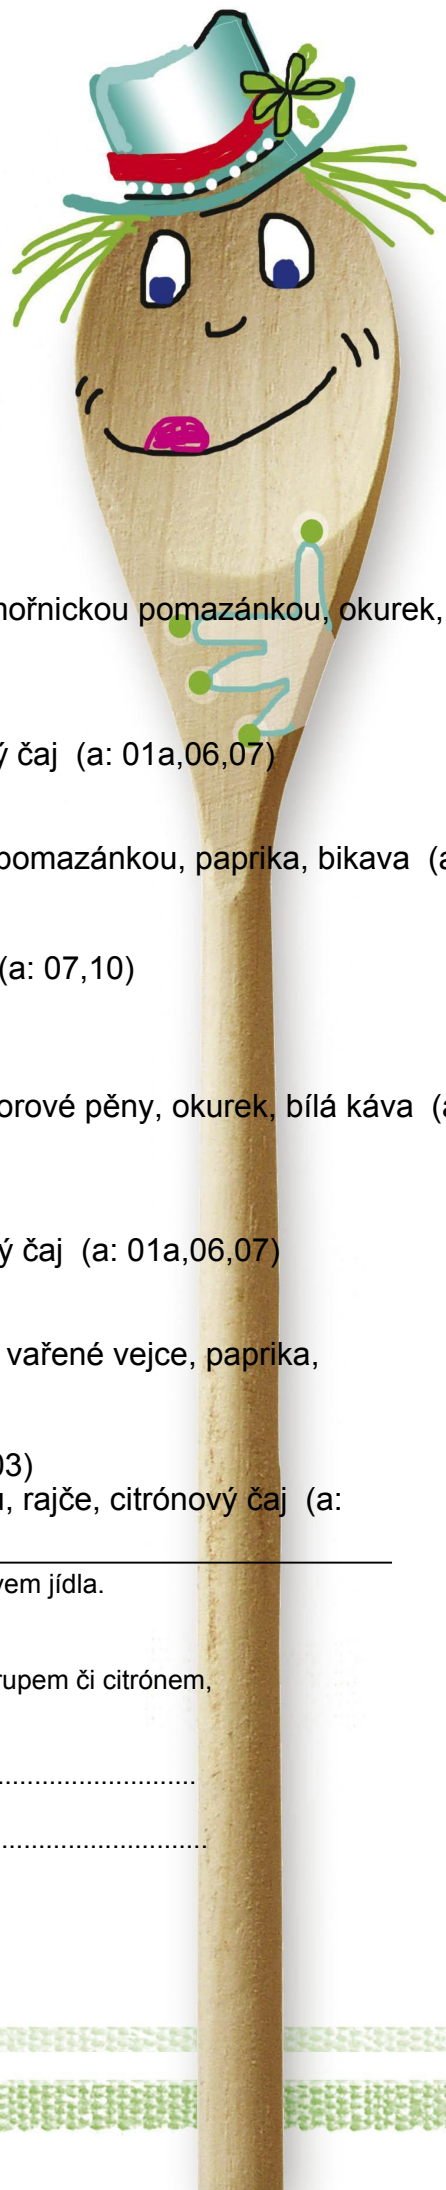 ořnickou pomazánkou, okurek,
ý čaj (a: 01a,06,07)
pomazánkou, paprika, bikava (a
(a: 07,10)
orové pěny, okurek, bílá káva (a
ý čaj (a: 01a,06,07)
vařené vejce, paprika,
03)
, rajče, citrónový čaj (a:
vem jídla.
rupem či citrónem,